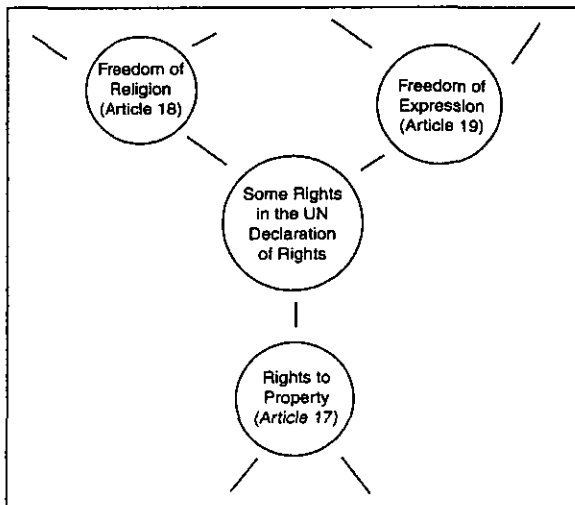 Freedom of
Religion
(Article 18)
Freedom of
Expression
(Article 19)
Some Rights
in the UN
Declaration
of Rights
Rights to
Property
(Article 17)